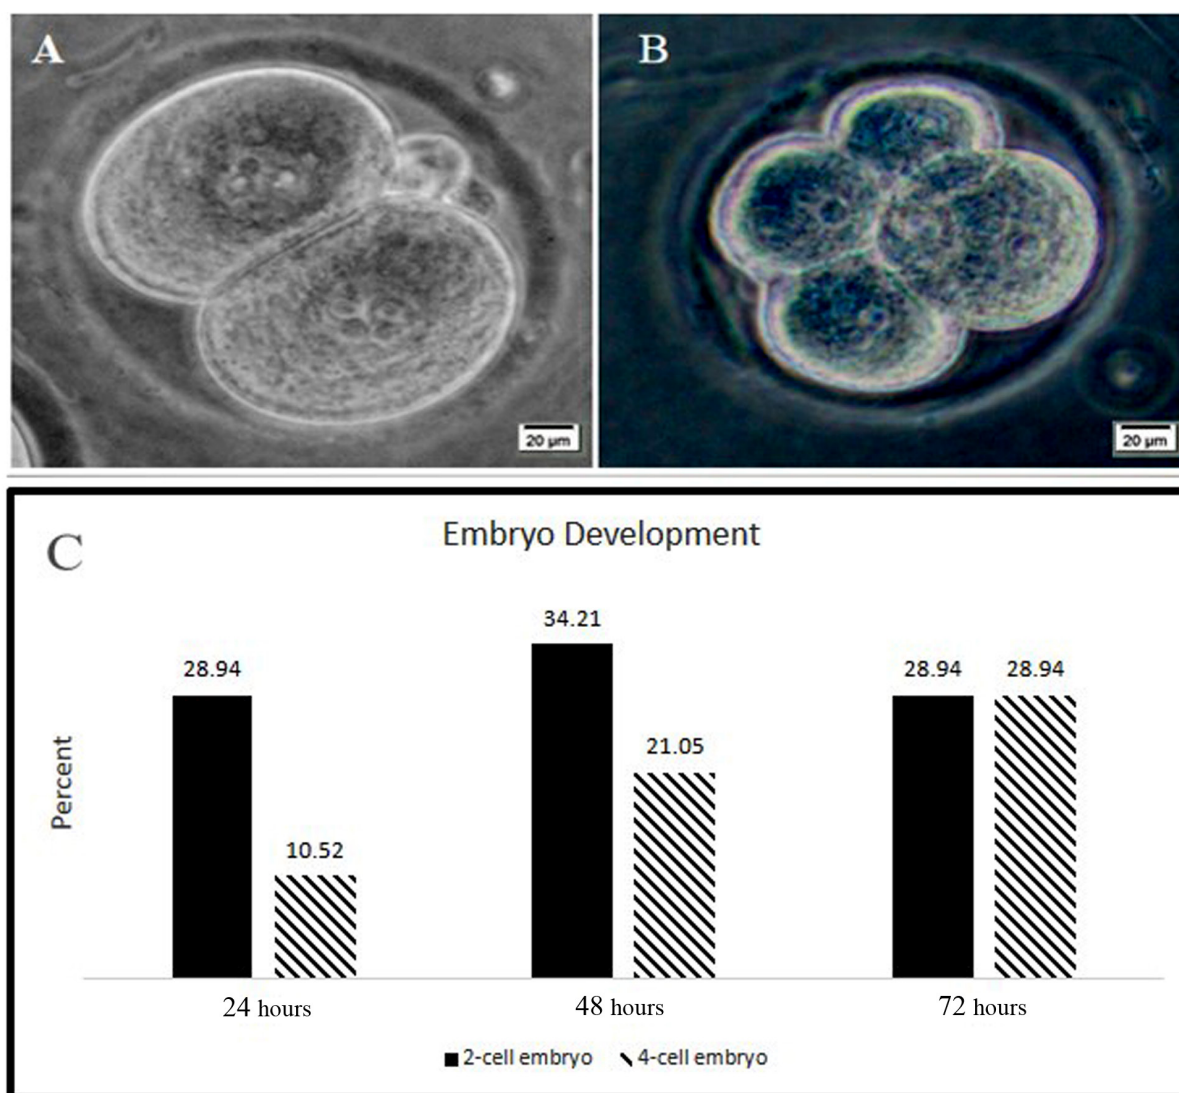 A
B
20 µm
20 µm
C
Embryo Development
34.21
28.94
28.94
28.94
21.05
10.52
Percent
24 hours
48 hours
72 hours
2-cell embryo
4-cell embryo